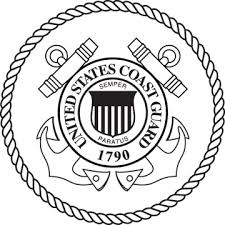 UNITED STATES COAST GUARD
SEMPER
PARATUS
1790